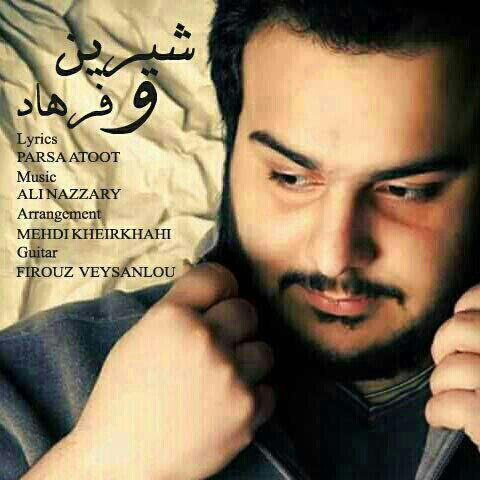 شیرین
و
فرهاد
Lyrics
PARSA ATOOT
Music
ALI NAZZARY
Arrangement
MEHDI KHEIRKHAHI
Guitar
FIROUZ VEYSANLOU